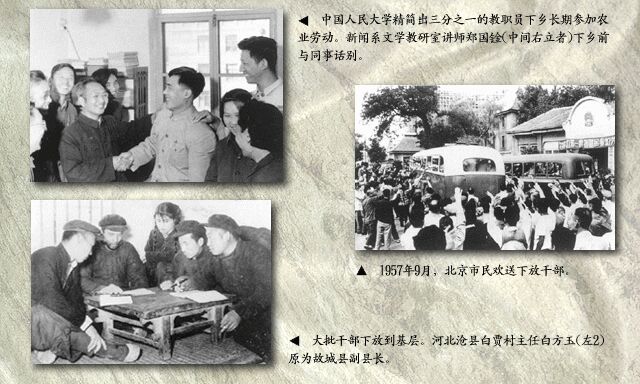 ◀ 中国人民大学精简出三分之一的教职员下乡长期参加农
业劳动。新闻系文学教研室讲师郑国铨(中间右立者)下乡前
与同事话别。
▲ 1957年9月，北京市民欢送下放干部。
◀ 大批干部下放到基层。河北沧县白贾村主任白方玉(左2)
原为故城县副县长。